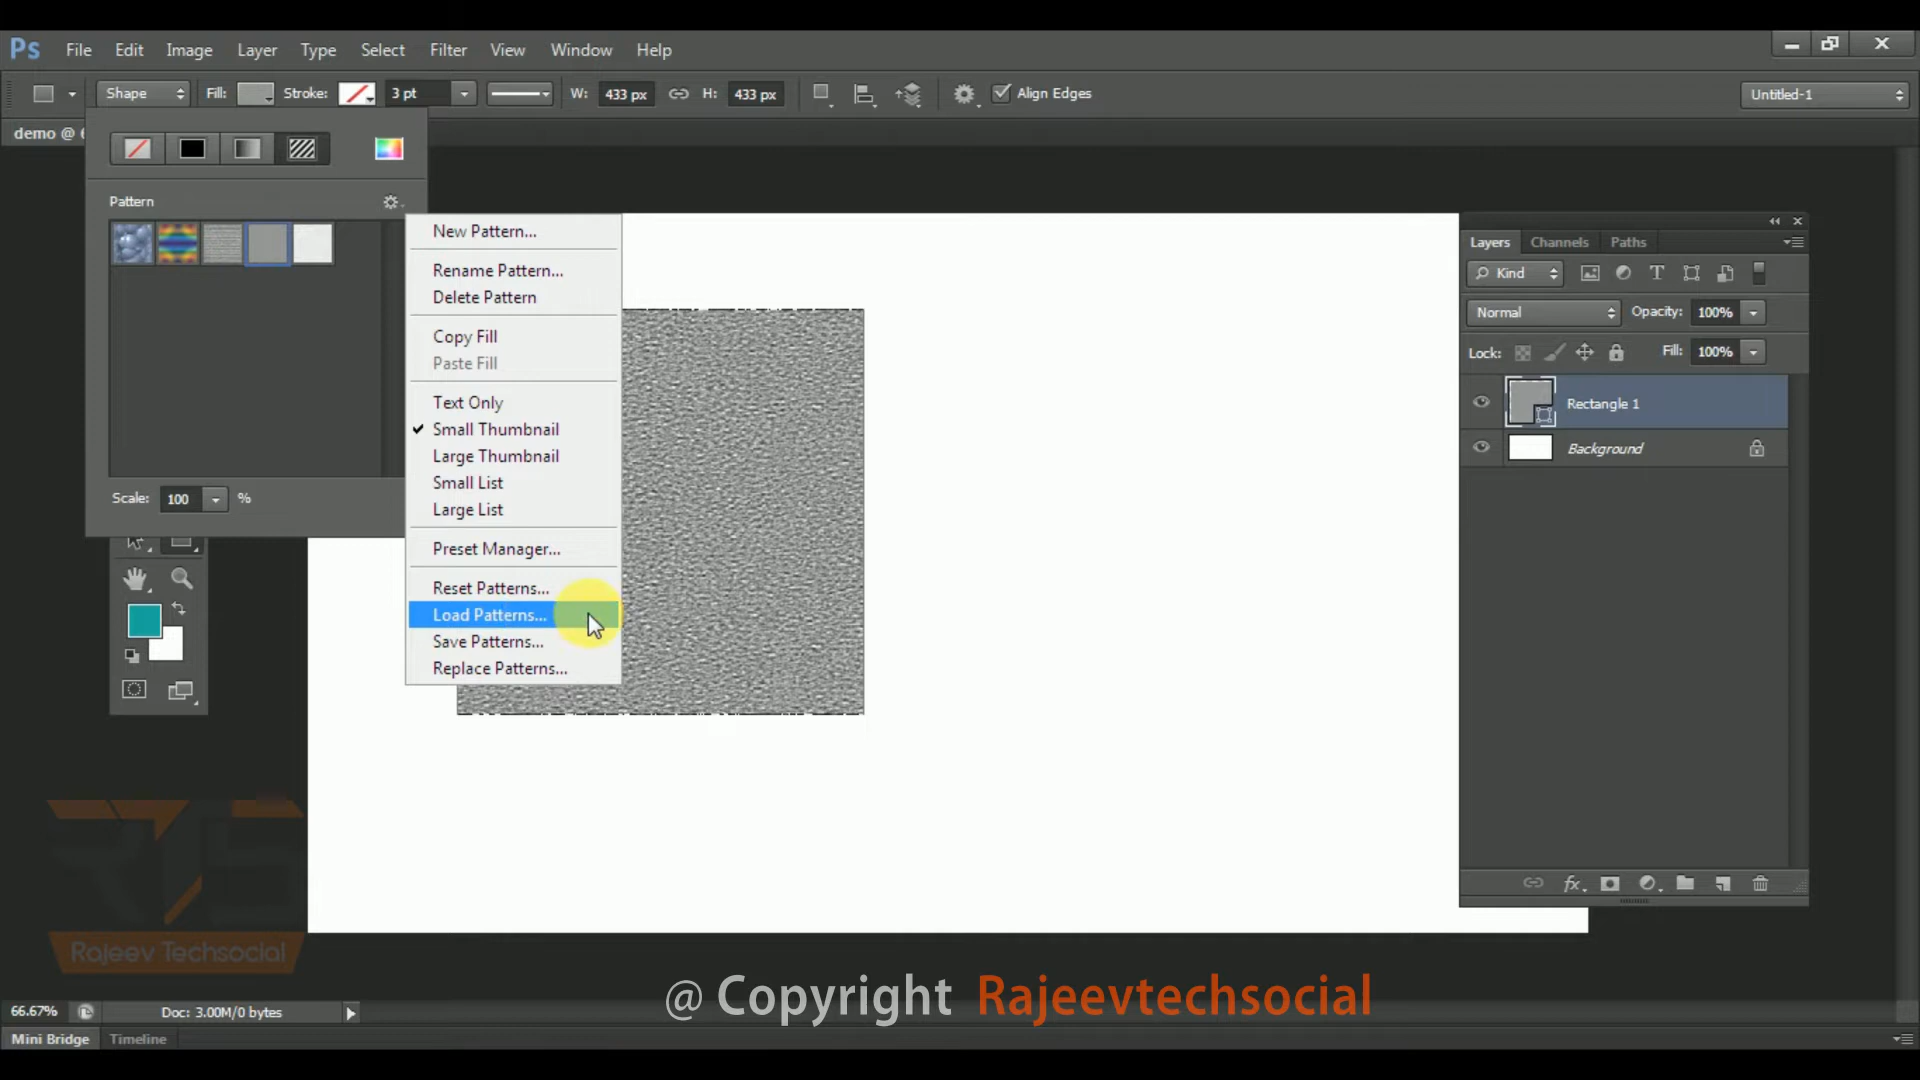 Ps File Edit Image Layer Type Select Filter View Window Help
Shape Fill: Stroke: 3 pt W: 433 px H: 433 px Align Edges Untitled-1
demo @ 6
Pattern
New Pattern...
Rename Pattern...
Delete Pattern
Copy Fill
Paste Fill
Text Only
Small Thumbnail
Large Thumbnail
Small List
Large List
Preset Manager...
Reset Patterns...
Load Patterns...
Save Patterns...
Replace Patterns...
Scale: 100 %
Layers Channels Paths
Kind
Normal Opacity: 100%
Lock: Fill: 100%
Rectangle 1
Background
fx
RTS
Rajeev Techsocial
@ Copyright Rajeevtechsocial
66.67% Doc: 3.00M/0 bytes
Mini Bridge Timeline